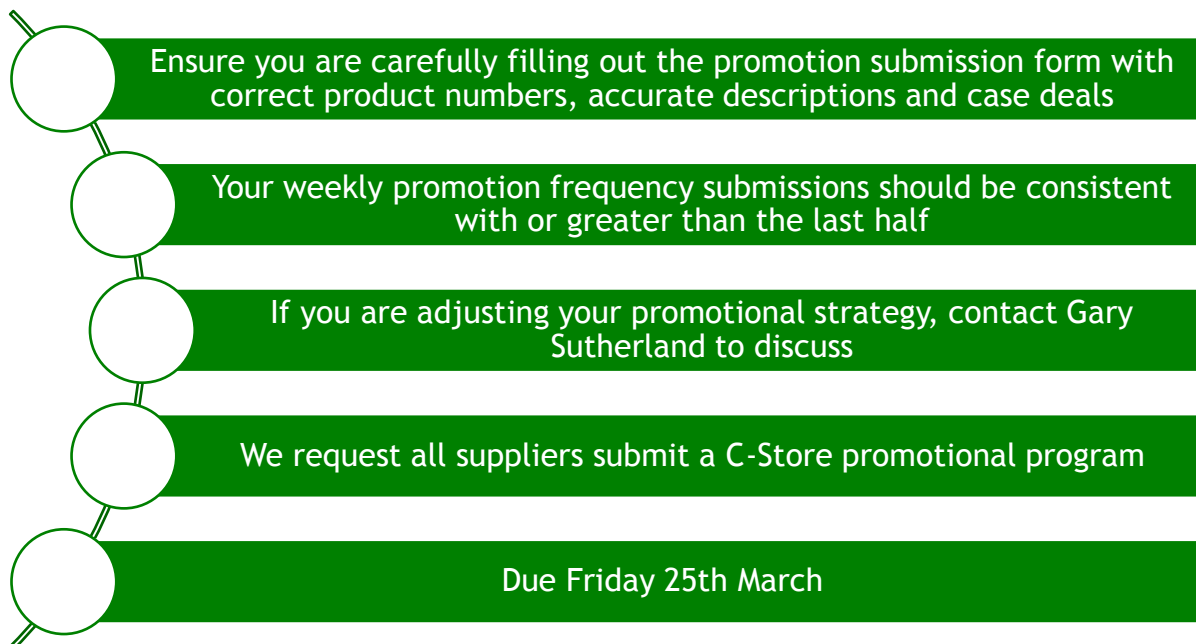 Ensure you are carefully filling out the promotion submission form with
correct product numbers, accurate descriptions and case deals
Your weekly promotion frequency submissions should be consistent
with or greater than the last half
If you are adjusting your promotional strategy, contact Gary
Sutherland to discuss
We request all suppliers submit a C-Store promotional program
Due Friday 25th March